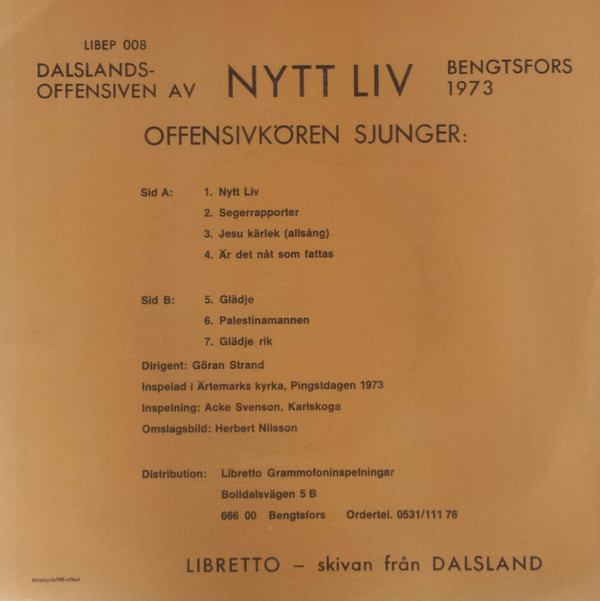 LIBEP 008
DALSLANDS-
OFFENSIVEN AV
NYTT LIV
BENGTSFORS
1973
OFFENSIVKÖREN SJUNGER:
Sid A: 1. Nytt Liv
2. Segerrapporter
3. Jesu kärlek (allsång)
4. Är det nåt som fattas
Sid B: 5. Glädje
6. Palestinamannen
7. Glädje rik
Dirigent: Göran Strand
Inspelad i Ärtemarks kyrka, Pingstdagen 1973
Inspelning: Acke Svenson, Karlskoga
Omslagsbild: Herbert Nilsson
Distribution: Libretto Grammofoninspelningar
Bolldalsvägen 5 B
666 00 Bengtsfors Ordertel. 0531/111 76
LIBRETTO – skivan från DALSLAND